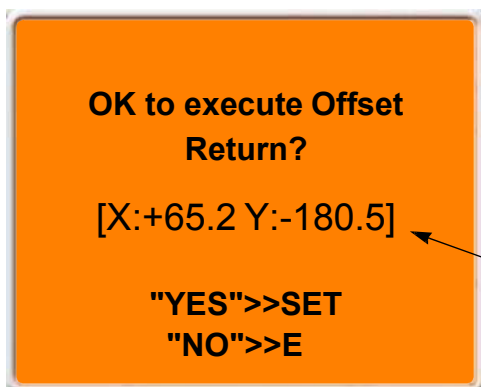 OK to execute Offset
Return?
[X:+65.2 Y:-180.5]
"YES">>SET
"NO">>E